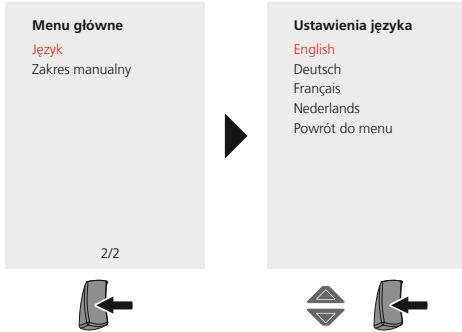 Menu główne
Język
Zakres manualny
2/2
Ustawienia języka
English
Deutsch
Français
Nederlands
Powrót do menu